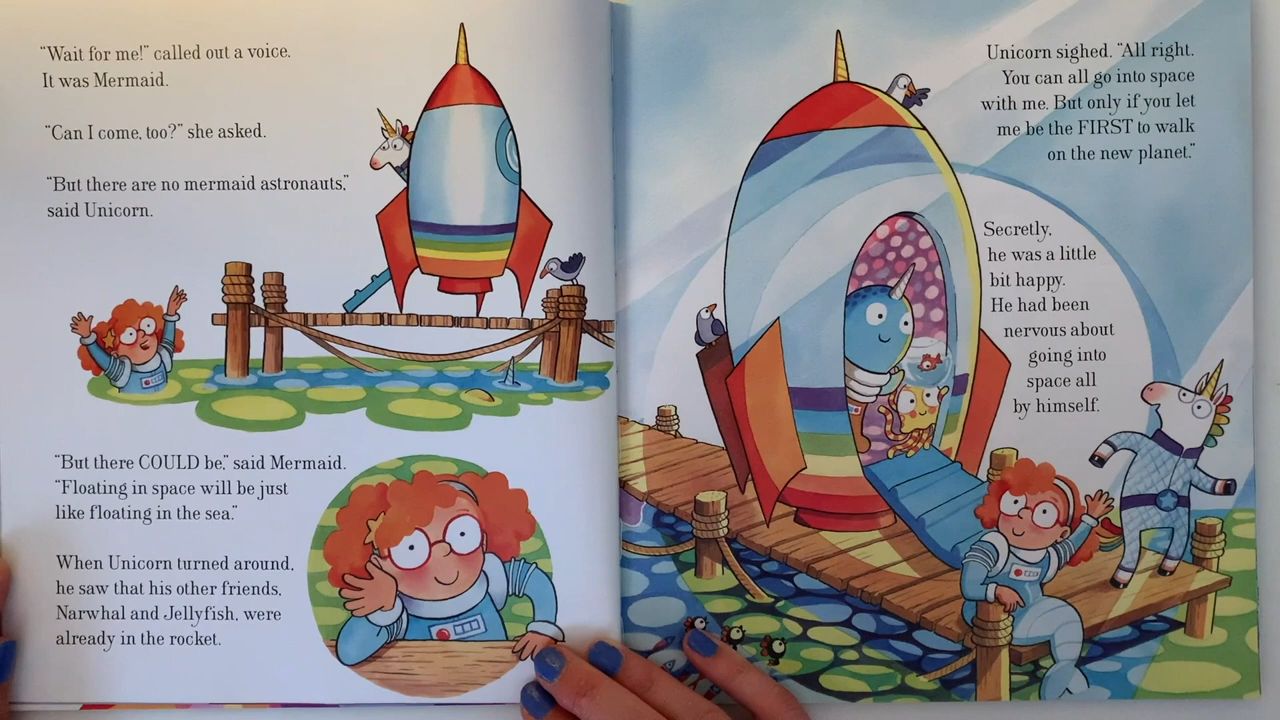 “Wait for me!” called out a voice.
It was Mermaid.
“Can I come, too?” she asked.
“But there are no mermaid astronauts,”
said Unicorn.
“But there COULD be,” said Mermaid.
“Floating in space will be just
like floating in the sea.”
When Unicorn turned around,
he saw that his other friends,
Narwhal and Jellyfish, were
already in the rocket.
Unicorn sighed. “All right.
You can all go into space
with me. But only if you let
me be the FIRST to walk
on the new planet.”
Secretly,
he was a little
bit happy.
He had been
nervous about
going into
space all
by himself.